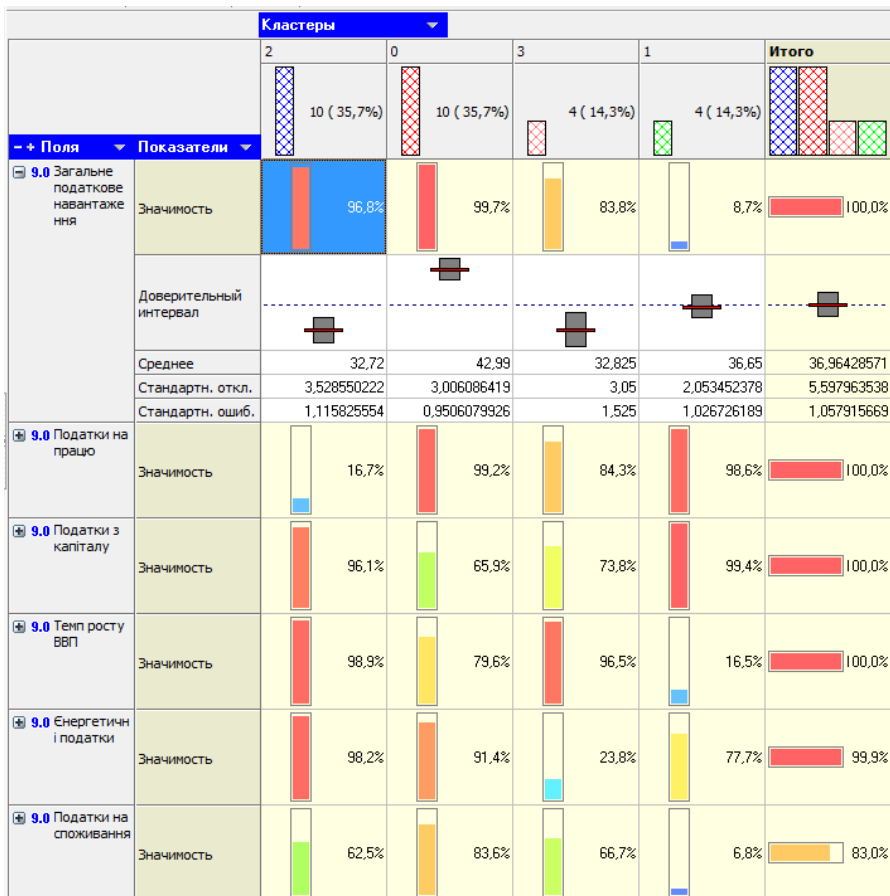 Кластеры
2 0 3 1 Итого
10 (35,7%) 10 (35,7%) 4 (14,3%) 4 (14,3%)
− + Поля Показатели
9.0 Загальне
податкове
навантаже
ння
Значимость 96,8% 99,7% 83,8% 8,7% 100,0%
Доверительный
интервал
Среднее 32,72 42,99 32,825 36,65 36,96428571
Стандартн. откл. 3,528550222 3,006086419 3,05 2,053452378 5,597963538
Стандартн. ошиб. 1,115825554 0,9506079926 1,525 1,026726189 1,057915669
9.0 Податки на
працю
Значимость 16,7% 99,2% 84,3% 98,6% 100,0%
9.0 Податки з
капіталу
Значимость 96,1% 65,9% 73,8% 99,4% 100,0%
9.0 Темп росту
ВВП
Значимость 98,9% 79,6% 96,5% 16,5% 100,0%
9.0 Енергетичн
і податки
Значимость 98,2% 91,4% 23,8% 77,7% 99,9%
9.0 Податки на
споживання
Значимость 62,5% 83,6% 66,7% 6,8% 83,0%